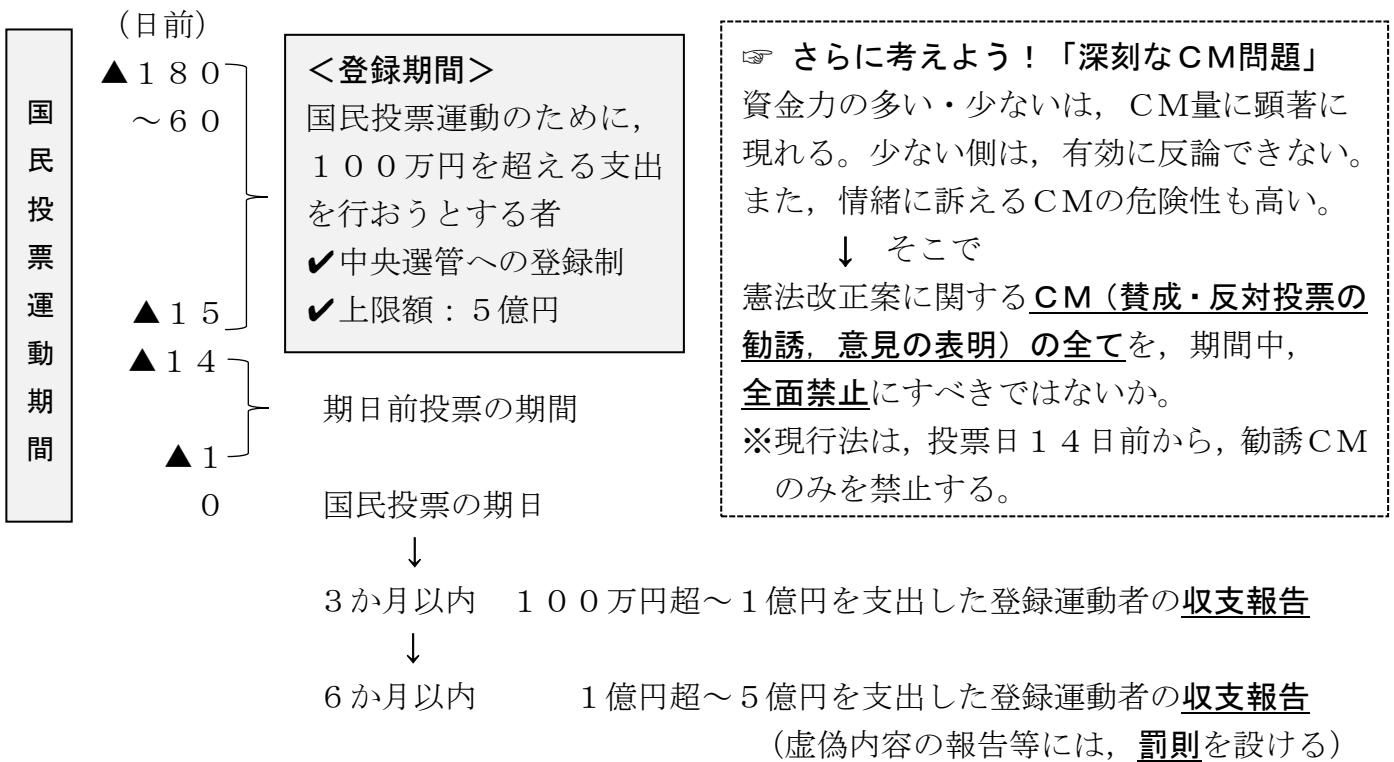 国民投票運動期間
(日前)
▲180
~60
▲15
▲14
▲1
0
<登録期間>
国民投票運動のために,
100万円を超える支出
を行おうとする者
✔中央選管への登録制
✔上限額:5億円
期日前投票の期間
国民投票の期日
↓
3か月以内 100万円超~1億円を支出した登録運動者の収支報告
↓
6か月以内 1億円超~5億円を支出した登録運動者の収支報告
(虚偽内容の報告等には,罰則を設ける)
☞ さらに考えよう!「深刻なCM問題」
資金力の多い・少ないは,CM量に顕著に
現れる。少ない側は,有効に反論できない。
また,情緒に訴えるCMの危険性も高い。
↓ そこで
憲法改正案に関するCM(賛成・反対投票の
勧誘,意見の表明)の全てを,期間中,
全面禁止にすべきではないか。
※現行法は,投票日14日前から,勧誘CM
のみを禁止する。